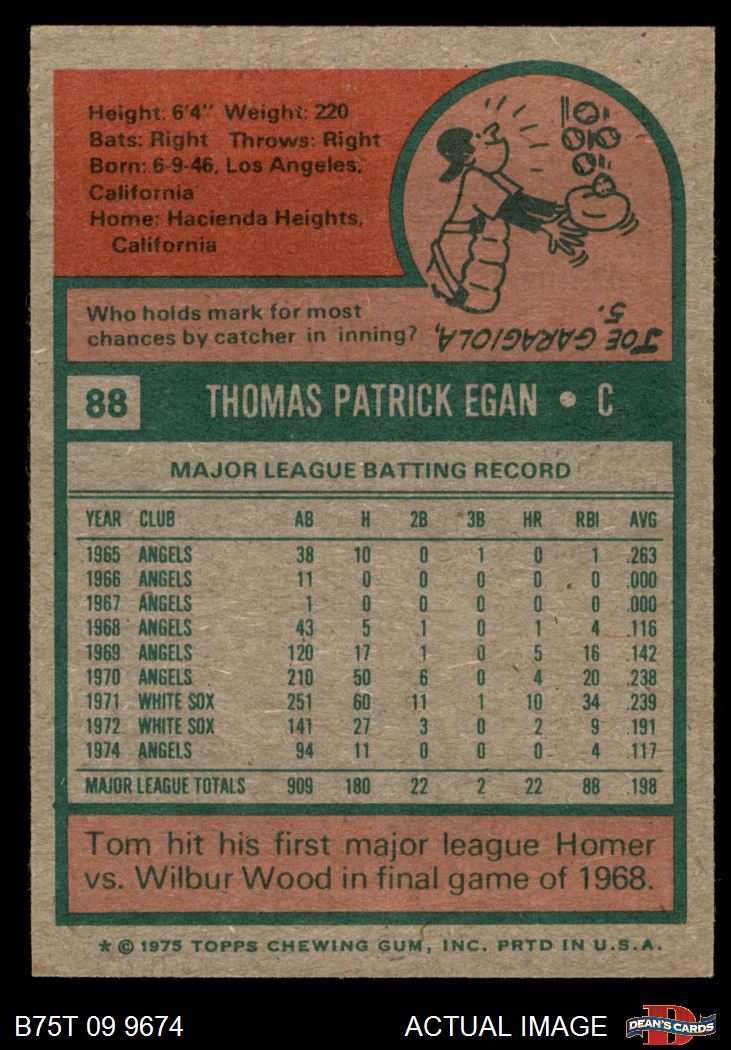 Height: 6'4" Weight: 220
Bats: Right Throws: Right
Born: 6-9-46, Los Angeles,
California
Home: Hacienda Heights,
California
Who holds mark for most
chances by catcher in inning?
JOE GARAGIOLA,
5.
88 THOMAS PATRICK EGAN • C
MAJOR LEAGUE BATTING RECORD
YEAR CLUB AB H 2B 3B HR RBI AVG
1965 ANGELS 38 10 0 1 0 1 .263
1966 ANGELS 11 0 0 0 0 0 .000
1967 ANGELS 1 0 0 0 0 0 .000
1968 ANGELS 43 5 1 0 1 4 .116
1969 ANGELS 120 17 1 0 5 16 .142
1970 ANGELS 210 50 6 0 4 20 .238
1971 WHITE SOX 251 60 11 1 10 34 .239
1972 WHITE SOX 141 27 3 0 2 9 .191
1974 ANGELS 94 11 0 0 0 4 .117
MAJOR LEAGUE TOTALS 909 180 22 2 22 88 .198
Tom hit his first major league Homer
vs. Wilbur Wood in final game of 1968.
* © 1975 TOPPS CHEWING GUM, INC. PRTD IN U.S.A.
B75T 09 9674 ACTUAL IMAGE D DEAN'S CARDS